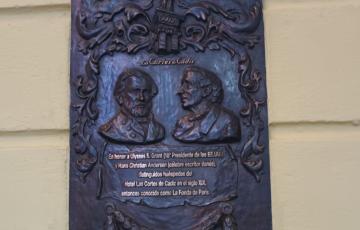 Las Cortes de Cádiz
En honor a Ulysses S. Grant (18º Presidente de los EE.UU.)
y Hans Christian Andersen (célebre escritor danés),
Distinguidos huéspedes del
Hotel Las Cortes de Cádiz en el siglo XIX,
entonces conocido como La Fonda de París